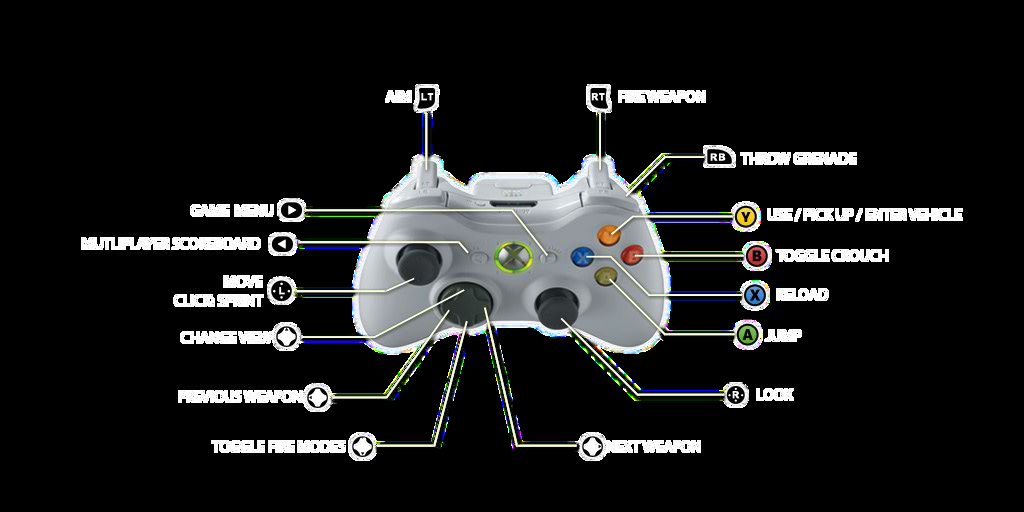 AIM LT
RT FIRE WEAPON
RB THROW GRENADE
GAME MENU
Y USE / PICK UP / ENTER VEHICLE
MUTLIPLAYER SCOREBOARD
B TOGGLE CROUCH
MOVE
CLICK: SPRINT
L
X RELOAD
CHANGE VIEW
A JUMP
PREVIOUS WEAPON
R LOOK
TOGGLE FIRE MODES
NEXT WEAPON